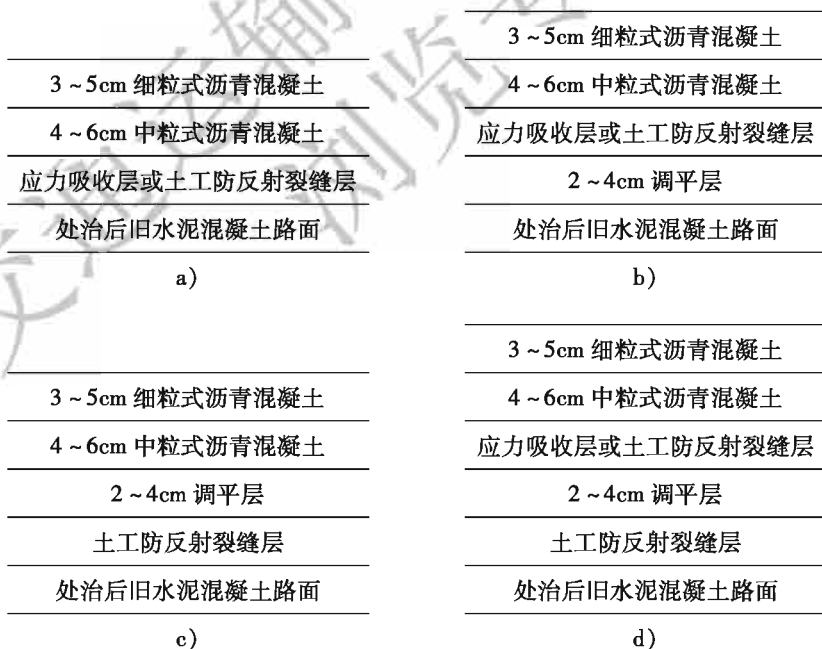 3~5cm 细粒式沥青混凝土
4~6cm 中粒式沥青混凝土
应力吸收层或土工防反射裂缝层
处治后旧水泥混凝土路面
a)
3~5cm 细粒式沥青混凝土
4~6cm 中粒式沥青混凝土
应力吸收层或土工防反射裂缝层
2~4cm 调平层
处治后旧水泥混凝土路面
b)
3~5cm 细粒式沥青混凝土
4~6cm 中粒式沥青混凝土
2~4cm 调平层
土工防反射裂缝层
处治后旧水泥混凝土路面
c)
3~5cm 细粒式沥青混凝土
4~6cm 中粒式沥青混凝土
应力吸收层或土工防反射裂缝层
2~4cm 调平层
土工防反射裂缝层
处治后旧水泥混凝土路面
d)
交通运输
浏览专